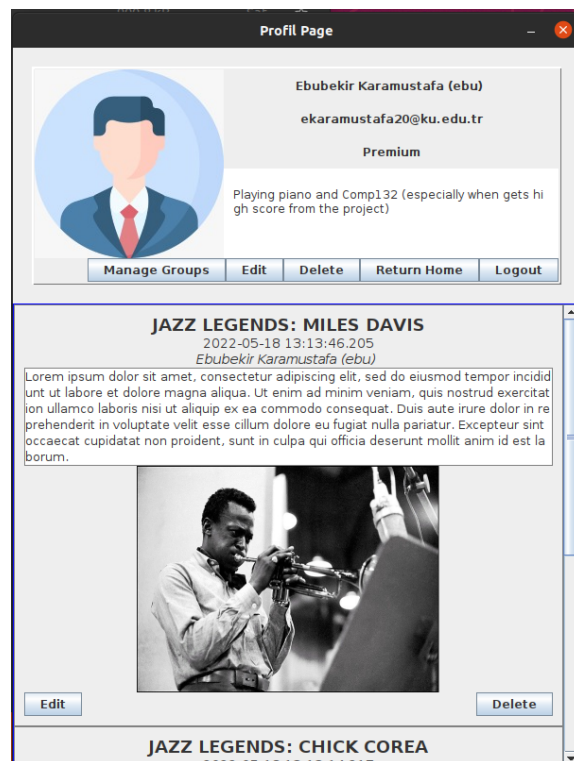 Profil Page
Ebubekir Karamustafa (ebu)
ekaramustafa20@ku.edu.tr
Premium
Playing piano and Comp132 (especially when gets hi
gh score from the project)
Manage Groups Edit Delete Return Home Logout
JAZZ LEGENDS: MILES DAVIS
2022-05-18 13:13:46.205
Ebubekir Karamustafa (ebu)
Lorem ipsum dolor sit amet, consectetur adipiscing elit, sed do eiusmod tempor incidid
unt ut labore et dolore magna aliqua. Ut enim ad minim veniam, quis nostrud exercitat
ion ullamco laboris nisi ut aliquip ex ea commodo consequat. Duis aute irure dolor in re
prehenderit in voluptate velit esse cillum dolore eu fugiat nulla pariatur. Excepteur sint
occaecat cupidatat non proident, sunt in culpa qui officia deserunt mollit anim id est la
borum.
Edit Delete
JAZZ LEGENDS: CHICK COREA